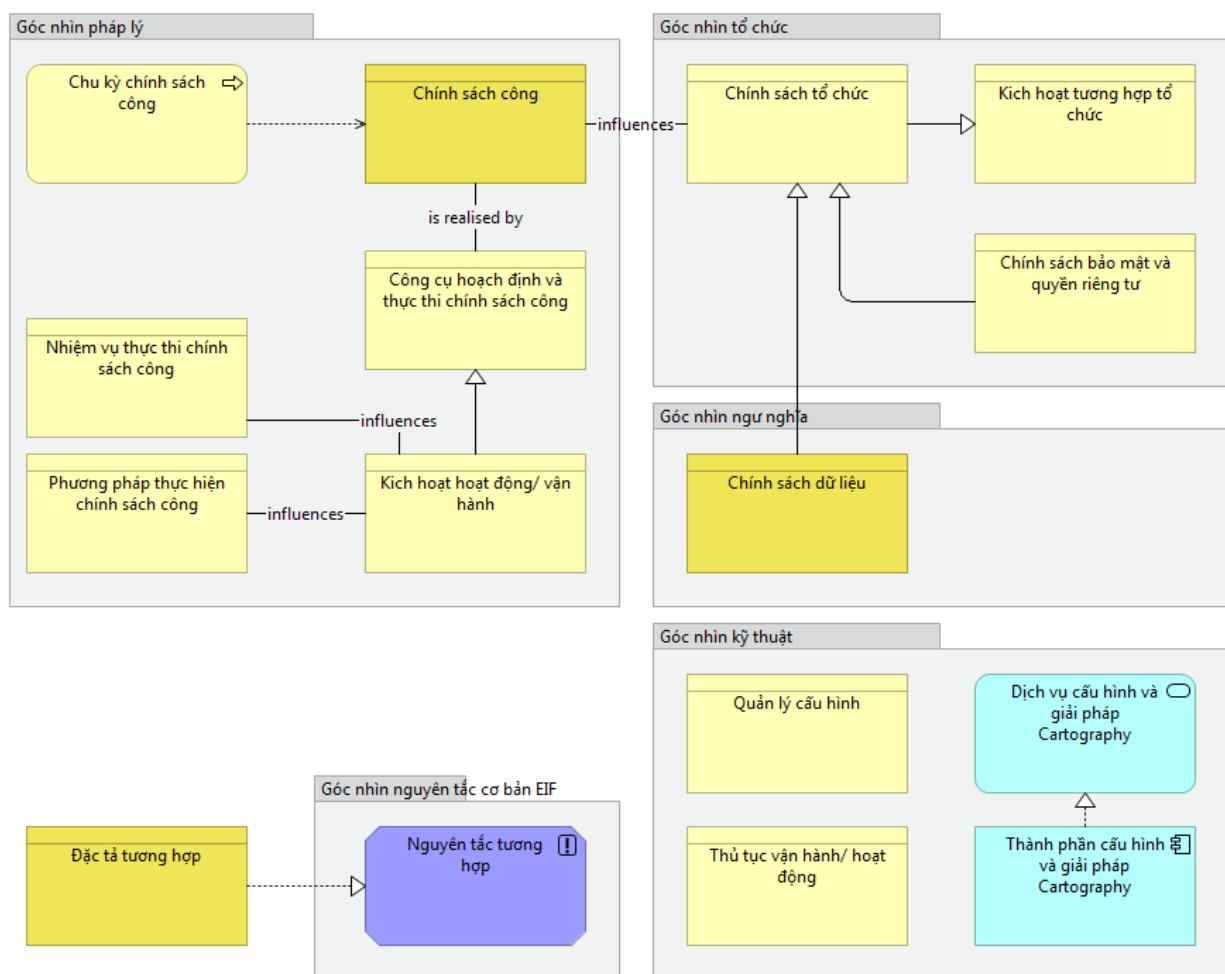 Góc nhìn pháp lý
Chu kỳ chính sách
công
Chính sách công
is realised by
Công cụ hoạch định và
thực thi chính sách công
Nhiệm vụ thực thi chính
sách công
influences
Phương pháp thực hiện
chính sách công
influences
Kich hoạt hoạt động/ vận
hành
influences
Góc nhìn tổ chức
Chính sách tổ chức
Kich hoạt tương hợp tổ
chức
Chính sách bảo mật và
quyền riêng tư
Góc nhìn ngư nghĩa
Chính sách dữ liệu
Góc nhìn kỹ thuật
Quản lý cấu hình
Dịch vụ cấu hình và
giải pháp
Cartography
Thủ tục vận hành/ hoạt
động
Thành phần cấu hình
và giải pháp
Cartography
Góc nhìn nguyên tắc cơ bản EIF
Đặc tả tương hợp
Nguyên tắc tương
hợp